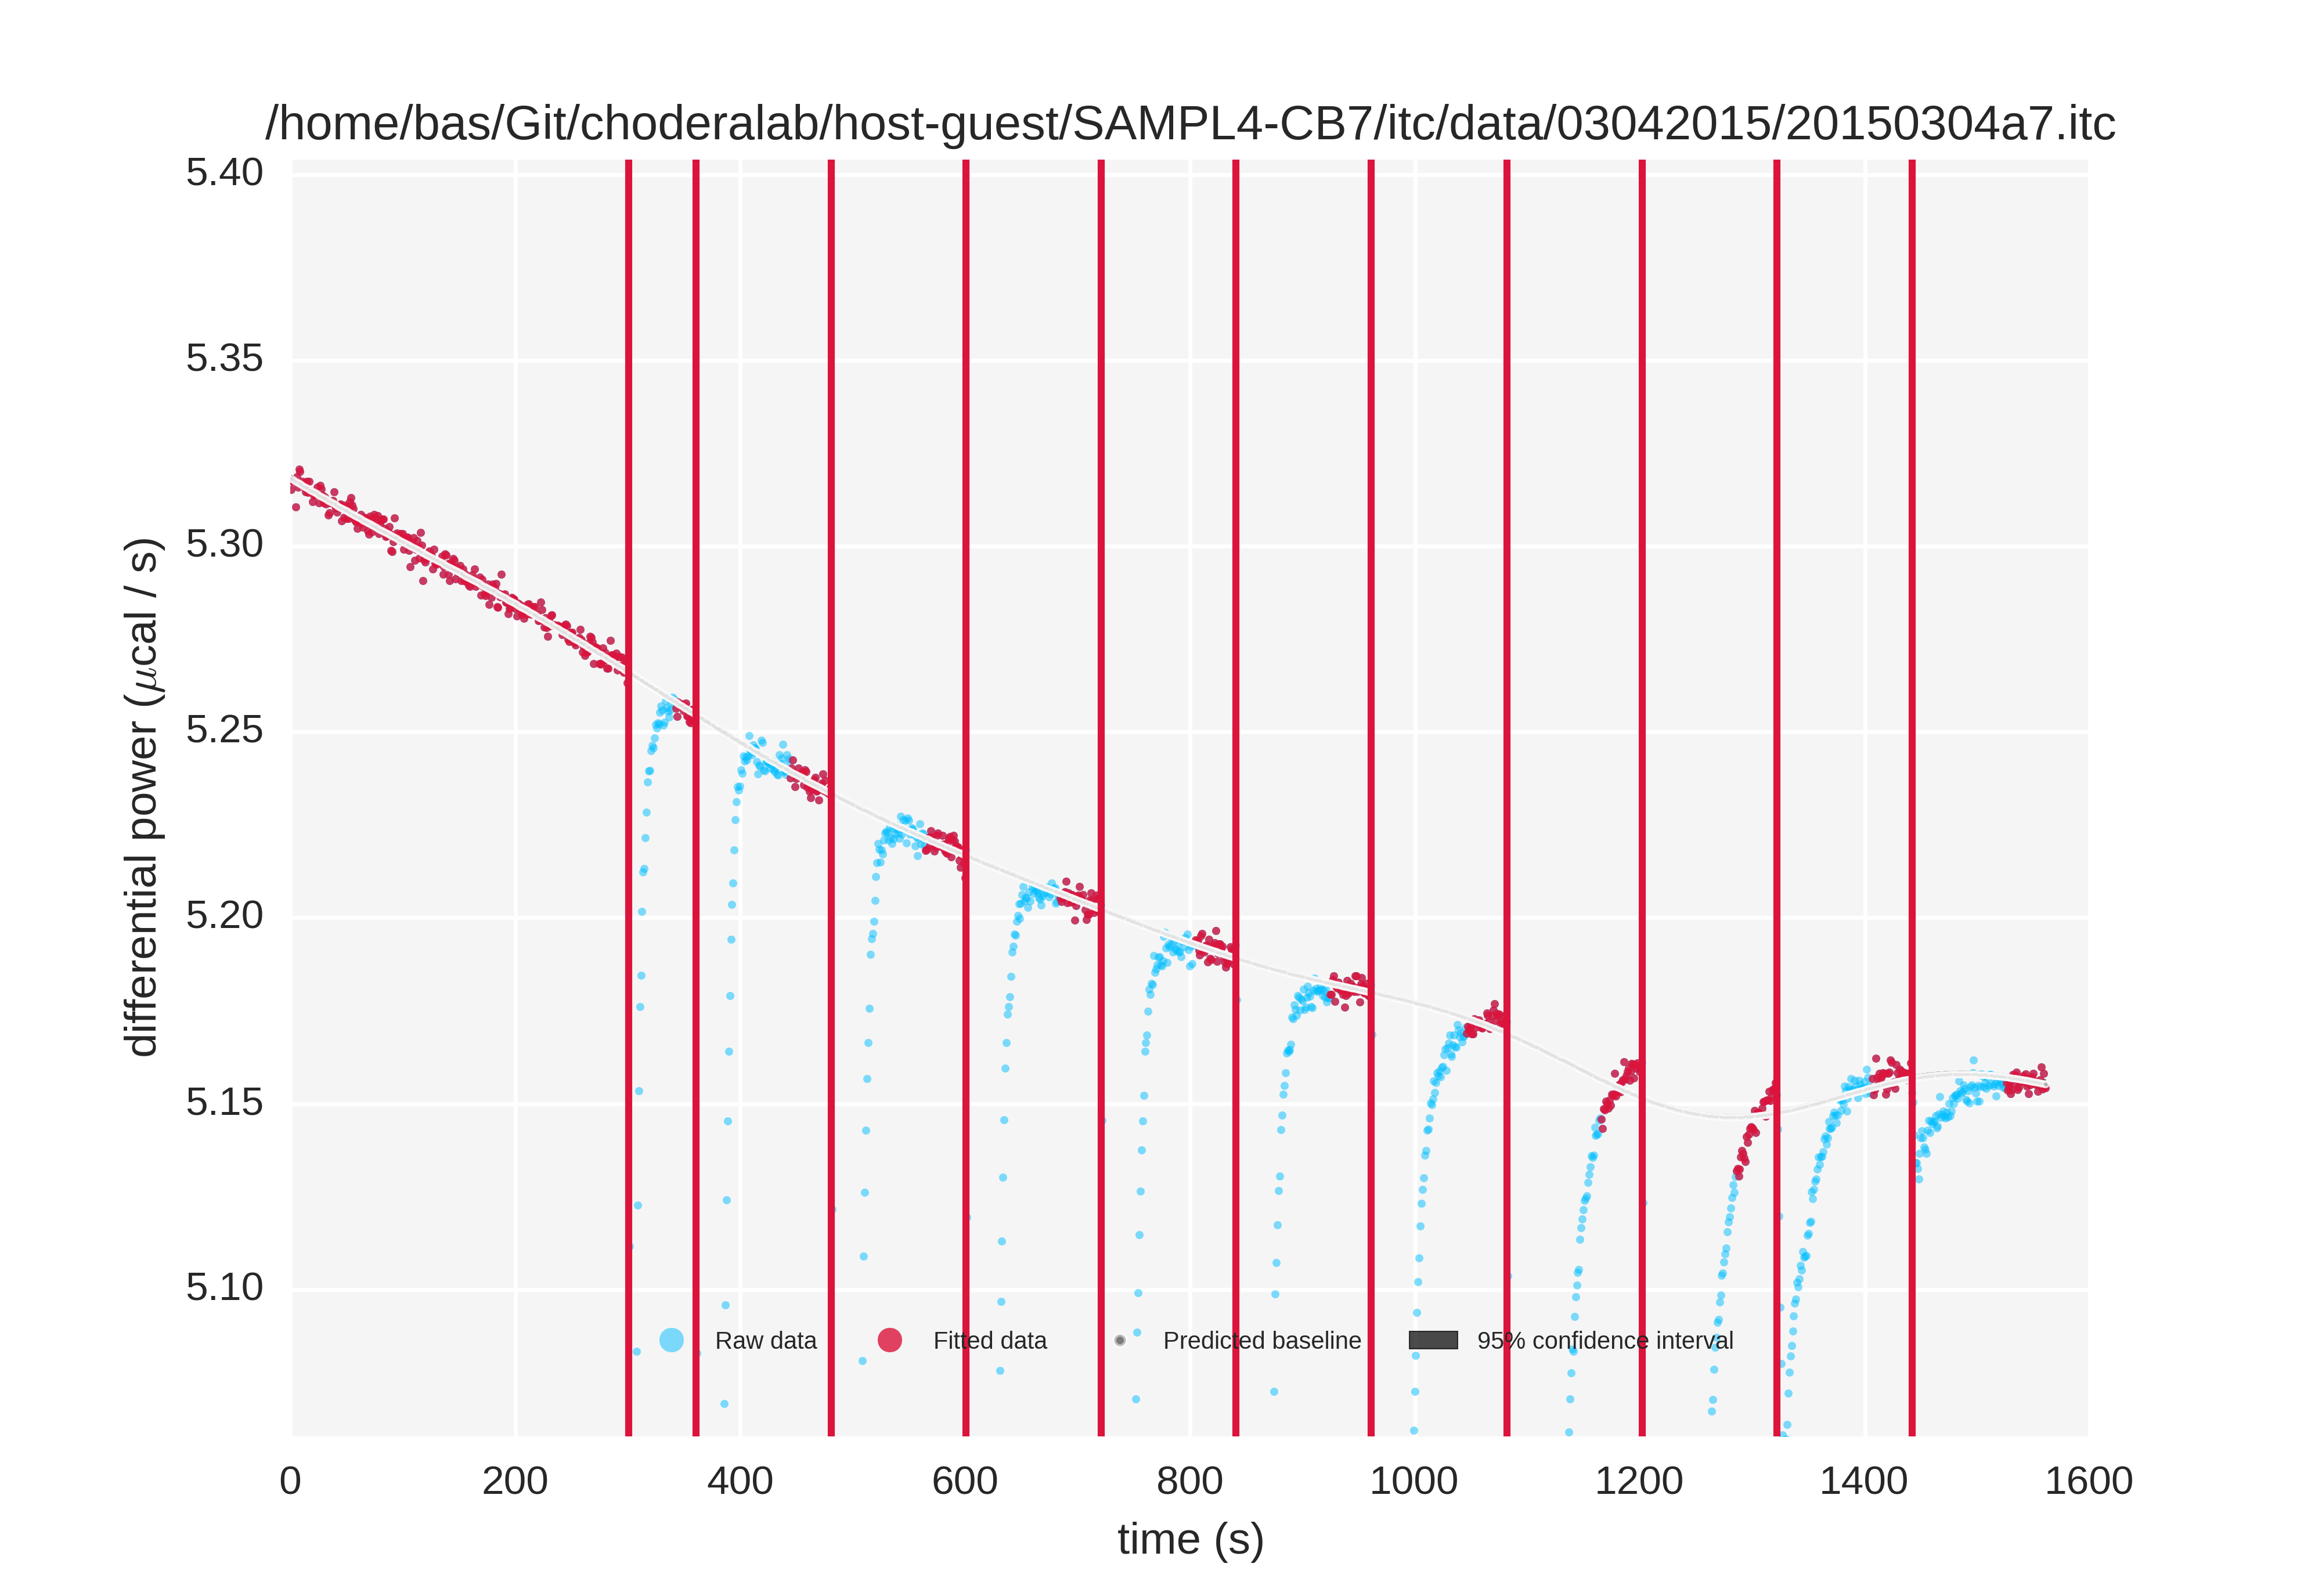 /home/bas/Git/choderalab/host-guest/SAMPL4-CB7/itc/data/03042015/20150304a7.itc
5.40
5.35
5.30
5.25
5.20
5.15
5.10
differential power (μcal / s)
Raw data Fitted data Predicted baseline 95% confidence interval
0 200 400 600 800 1000 1200 1400 1600
time (s)